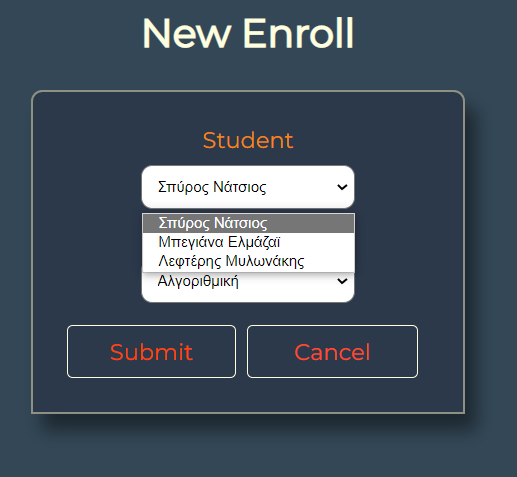 New Enroll
Student
Σπύρος Νάτσιος
Σπύρος Νάτσιος
Μπεγιάνα Ελμάζαϊ
Λεφτέρης Μυλωνάκης
Αλγοριθμική
Submit Cancel